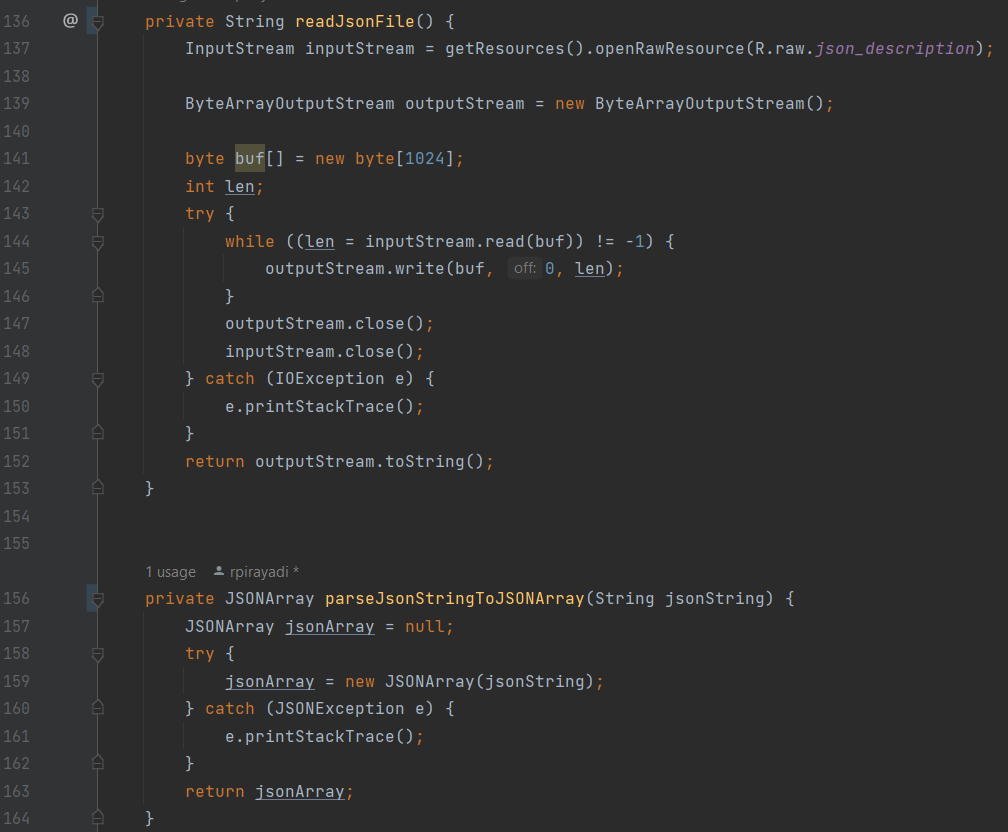 136 @ private String readJsonFile() {
137 InputStream inputStream = getResources().openRawResource(R.raw.json_description);
138
139 ByteArrayOutputStream outputStream = new ByteArrayOutputStream();
140
141 byte buf[] = new byte[1024];
142 int len;
143 try {
144 while ((len = inputStream.read(buf)) != -1) {
145 outputStream.write(buf, off: 0, len);
146 }
147 outputStream.close();
148 inputStream.close();
149 } catch (IOException e) {
150 e.printStackTrace();
151 }
152 return outputStream.toString();
153 }
154
155
1 usage rpirayadi *
156 private JSONArray parseJsonStringToJSONArray(String jsonString) {
157 JSONArray jsonArray = null;
158 try {
159 jsonArray = new JSONArray(jsonString);
160 } catch (JSONException e) {
161 e.printStackTrace();
162 }
163 return jsonArray;
164 }